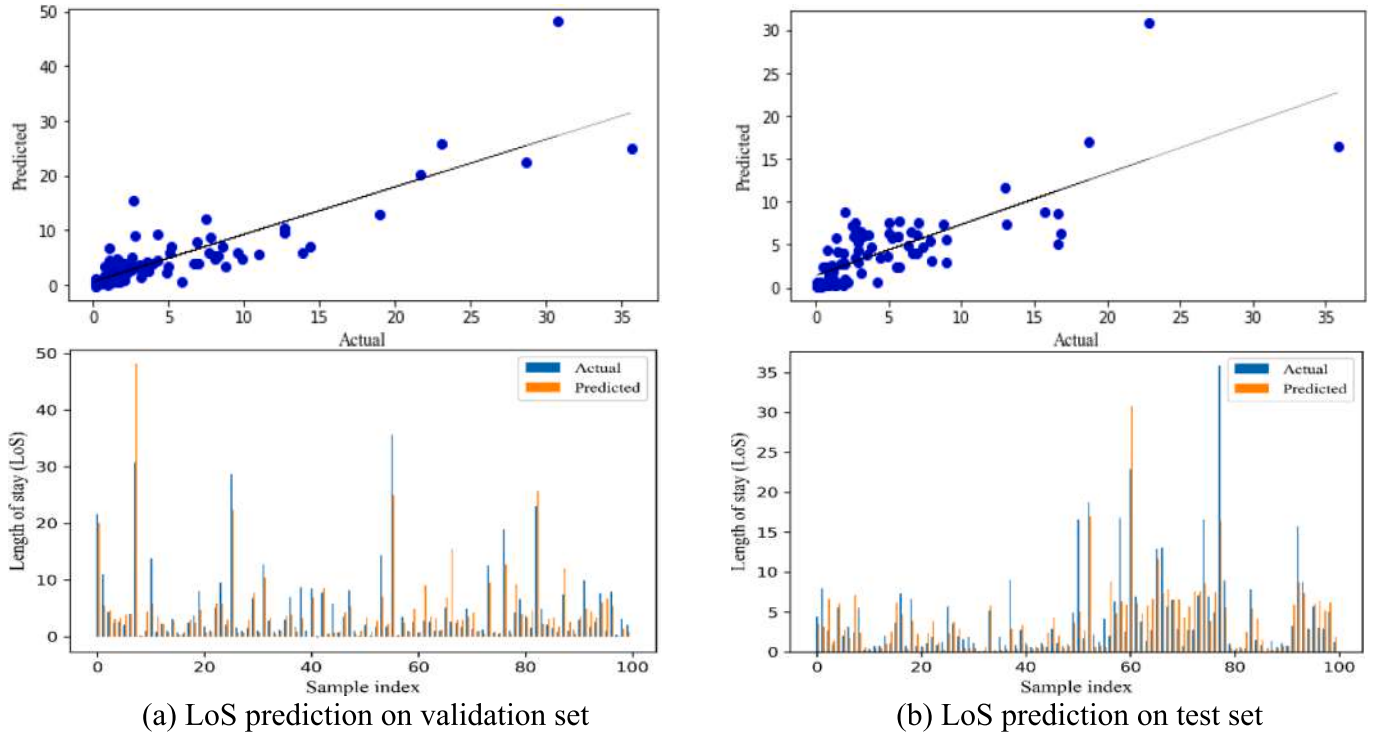 50
40
30
20
10
0
Predicted
0 5 10 15 20 25 30 35
Actual
30
25
20
15
10
5
0
Predicted
0 5 10 15 20 25 30 35
Actual
50
40
30
20
10
0
Length of stay (LoS)
Actual
Predicted
0 20 40 60 80 100
Sample index
35
30
25
20
15
10
5
0
Length of stay (LoS)
Actual
Predicted
0 20 40 60 80 100
Sample index
(a) LoS prediction on validation set
(b) LoS prediction on test set